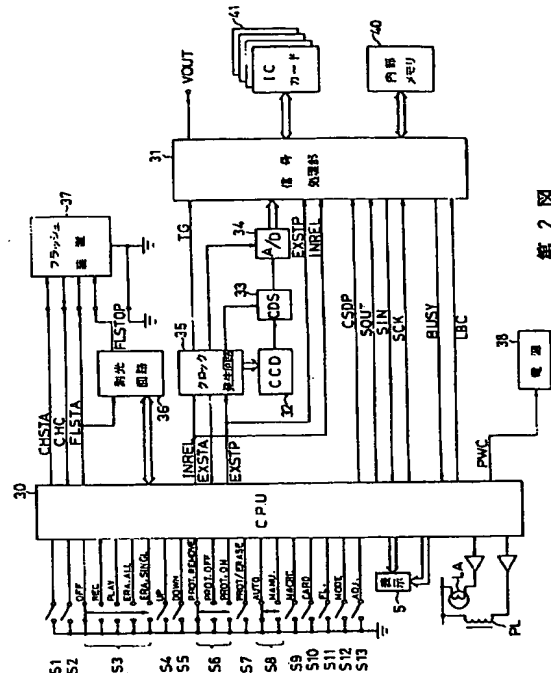 41
IC
カード
40
内部
メモリ
VOUT
31
信号
処理部
37
フラッシュ
装置
FLSTOP
測光
回路
36
CHSTA
CHC
FLSTA
TG
35
クロック
発生回路
34
A/D
33
CDS
CCD
32
EXSTP
INREL
INREL
EXSTA
EXSTP
CSDP
SOUT
SIN
SCK
BUSY
LBC
PWC
38
電源
30
CPU
OFF
REC
PLAY
ERA.ALL
ERA.SINGL
UP
DOWN
PROT.REMOVE
PROT.OFF
PROT.ON
PROT/ERASE
AUTO
MANU.
MACRO
CARD
FL.
MODE
ADJ.
S1
S2
S3
S4
S5
S6
S7
S8
S9
S10
S11
S12
S13
表示
5
LA
PL
第2図